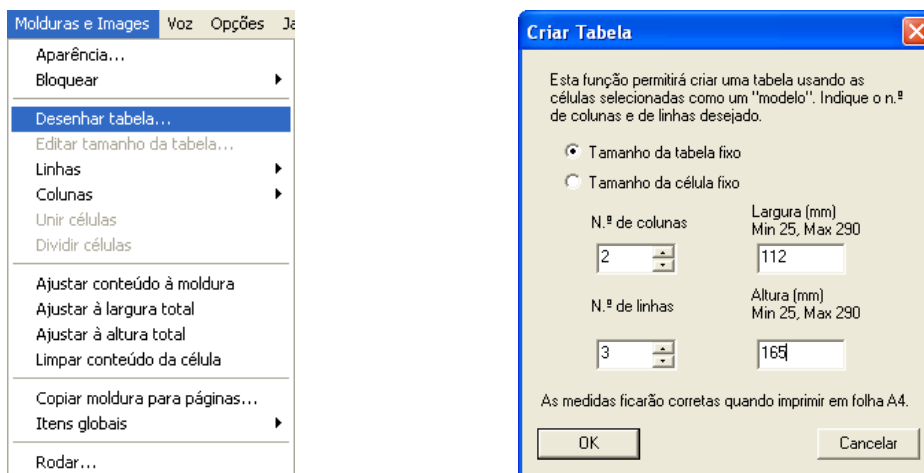 Molduras e Images Voz Opções Ja
Aparência...
Bloquear
Desenhar tabela...
Editar tamanho da tabela...
Linhas
Colunas
Unir células
Dividir células
Ajustar conteúdo à moldura
Ajustar à largura total
Ajustar à altura total
Limpar conteúdo da célula
Copiar moldura para páginas...
Itens globais
Rodar...
Criar Tabela
Esta função permitirá criar uma tabela usando as
células selecionadas como um "modelo". Indique o n.º
de colunas e de linhas desejado.
Tamanho da tabela fixo
Tamanho da célula fixo
N.º de colunas
Largura (mm)
Min 25, Max 290
2
112
N.º de linhas
Altura (mm)
Min 25, Max 290
3
165
As medidas ficarão corretas quando imprimir em folha A4.
OK
Cancelar